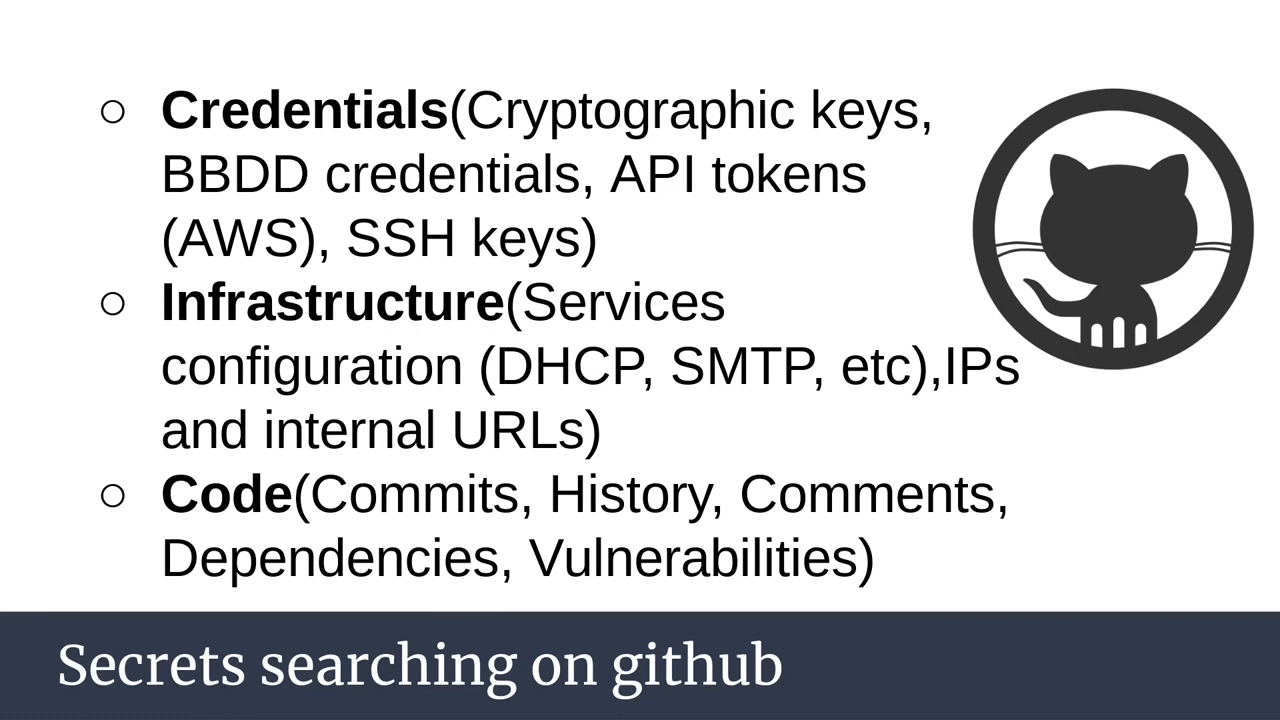 ○ Credentials(Cryptographic keys,
BBDD credentials, API tokens
(AWS), SSH keys)
○ Infrastructure(Services
configuration (DHCP, SMTP, etc),IPs
and internal URLs)
○ Code(Commits, History, Comments,
Dependencies, Vulnerabilities)
Secrets searching on github